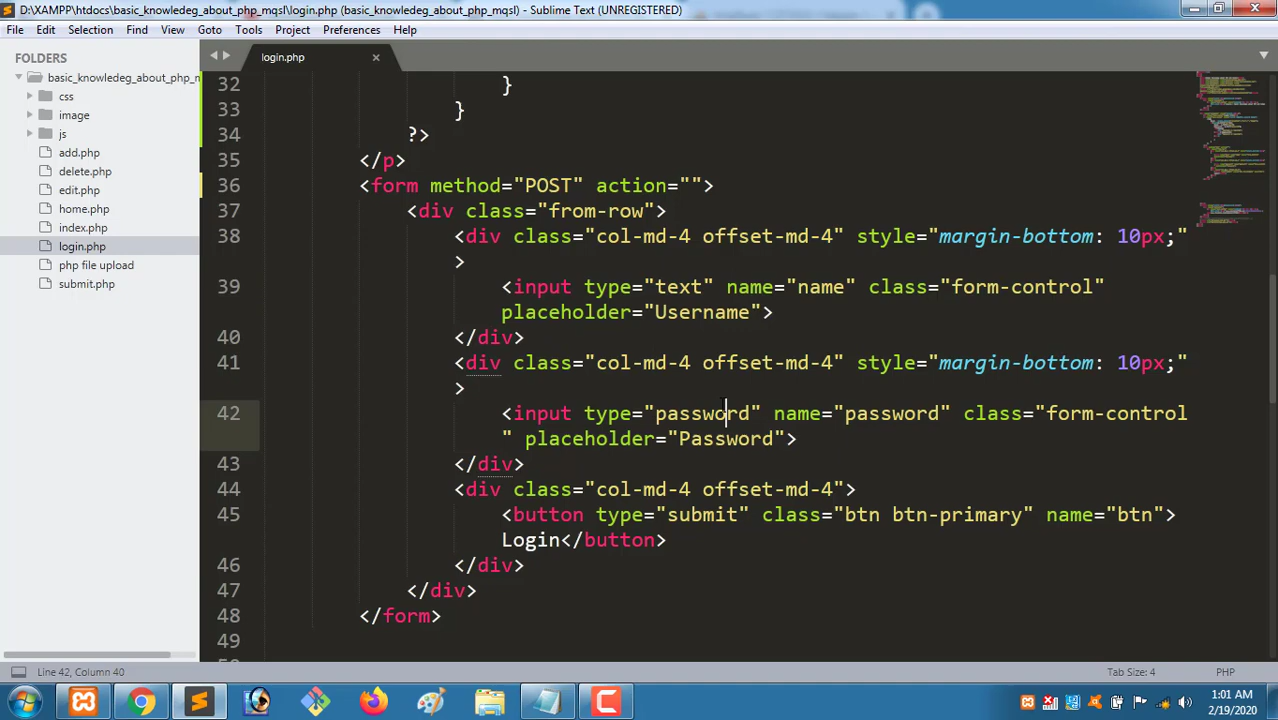 D:\XAMPP\htdocs\basic_knowledeg_about_php_mqsl\login.php (basic_knowledeg_about_php_mqsl) - Sublime Text (UNREGISTERED)
File Edit Selection Find View Goto Tools Project Preferences Help
FOLDERS
basic_knowledeg_about_php_m
css
image
js
add.php
delete.php
edit.php
home.php
index.php
login.php
php file upload
submit.php
login.php
32 }
33 }
34 ?>
35 </p>
36 <form method="POST" action="">
37 <div class="from-row">
38 <div class="col-md-4 offset-md-4" style="margin-bottom: 10px;"
>
39 <input type="text" name="name" class="form-control"
placeholder="Username">
40 </div>
41 <div class="col-md-4 offset-md-4" style="margin-bottom: 10px;"
>
42 <input type="password" name="password" class="form-control
" placeholder="Password">
43 </div>
44 <div class="col-md-4 offset-md-4">
45 <button type="submit" class="btn btn-primary" name="btn">
Login</button>
46 </div>
47 </div>
48 </form>
49
Line 42, Column 40
Tab Size: 4
PHP
1:01 AM
2/19/2020